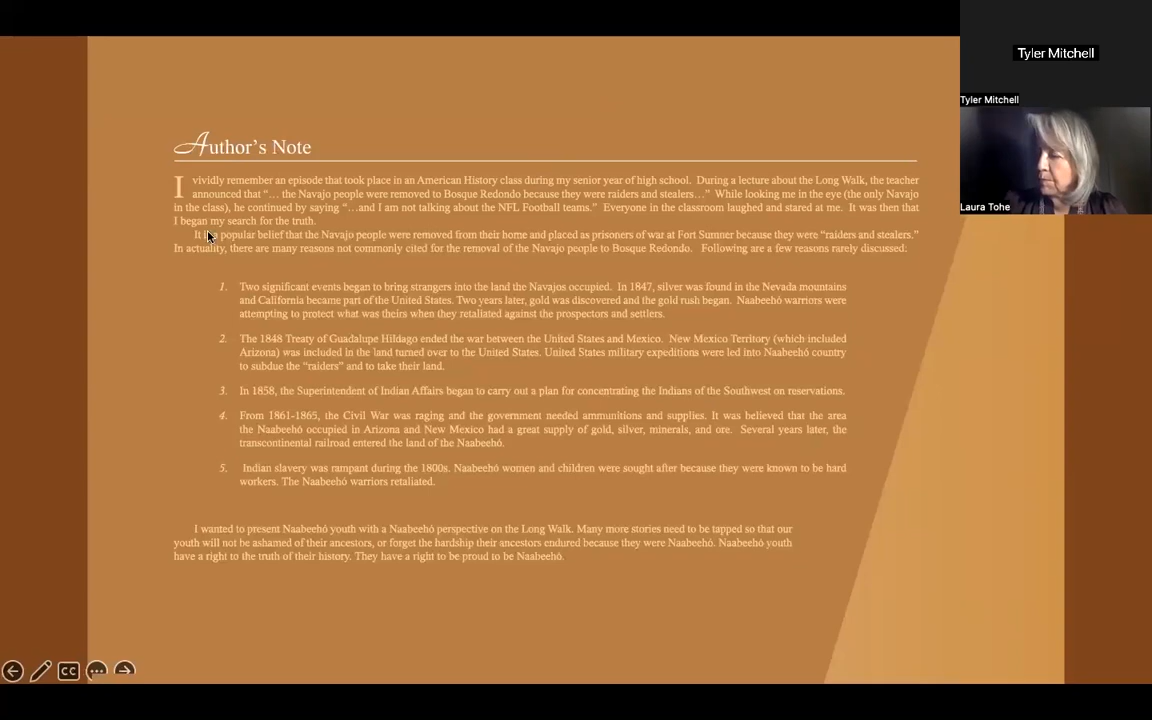 Tyler Mitchell
Tyler Mitchell
Laura Tohe
Author's Note
I vividly remember an episode that took place in an American History class during my senior year of high school. During a lecture about the Long Walk, the teacher
announced that “… the Navajo people were removed to Bosque Redondo because they were raiders and stealers…” While looking me in the eye (the only Navajo
in the class), he continued by saying “…and I am not talking about the NFL Football teams.” Everyone in the classroom laughed and stared at me. It was then that
I began my search for the truth.
It popular belief that the Navajo people were removed from their home and placed as prisoners of war at Fort Sumner because they were “raiders and stealers.”
In actuality, there are many reasons not commonly cited for the removal of the Navajo people to Bosque Redondo. Following are a few reasons rarely discussed:
1. Two significant events began to bring strangers into the land the Navajos occupied. In 1847, silver was found in the Nevada mountains
and California became part of the United States. Two years later, gold was discovered and the gold rush began. Naabeehó warriors were
attempting to protect what was theirs when they retaliated against the prospectors and settlers.
2. The 1848 Treaty of Guadalupe Hildago ended the war between the United States and Mexico. New Mexico Territory (which included
Arizona) was included in the land turned over to the United States. United States military expeditions were led into Naabeehó country
to subdue the “raiders” and to take their land.
3. In 1858, the Superintendent of Indian Affairs began to carry out a plan for concentrating the Indians of the Southwest on reservations.
4. From 1861-1865, the Civil War was raging and the government needed ammunitions and supplies. It was believed that the area
the Naabeehó occupied in Arizona and New Mexico had a great supply of gold, silver, minerals, and ore. Several years later, the
transcontinental railroad entered the land of the Naabeehó.
5. Indian slavery was rampant during the 1800s. Naabeehó women and children were sought after because they were known to be hard
workers. The Naabeehó warriors retaliated.
I wanted to present Naabeehó youth with a Naabeehó perspective on the Long Walk. Many more stories need to be tapped so that our
youth will not be ashamed of their ancestors, or forget the hardship their ancestors endured because they were Naabeehó. Naabeehó youth
have a right to the truth of their history. They have a right to be proud to be Naabeehó.
CC